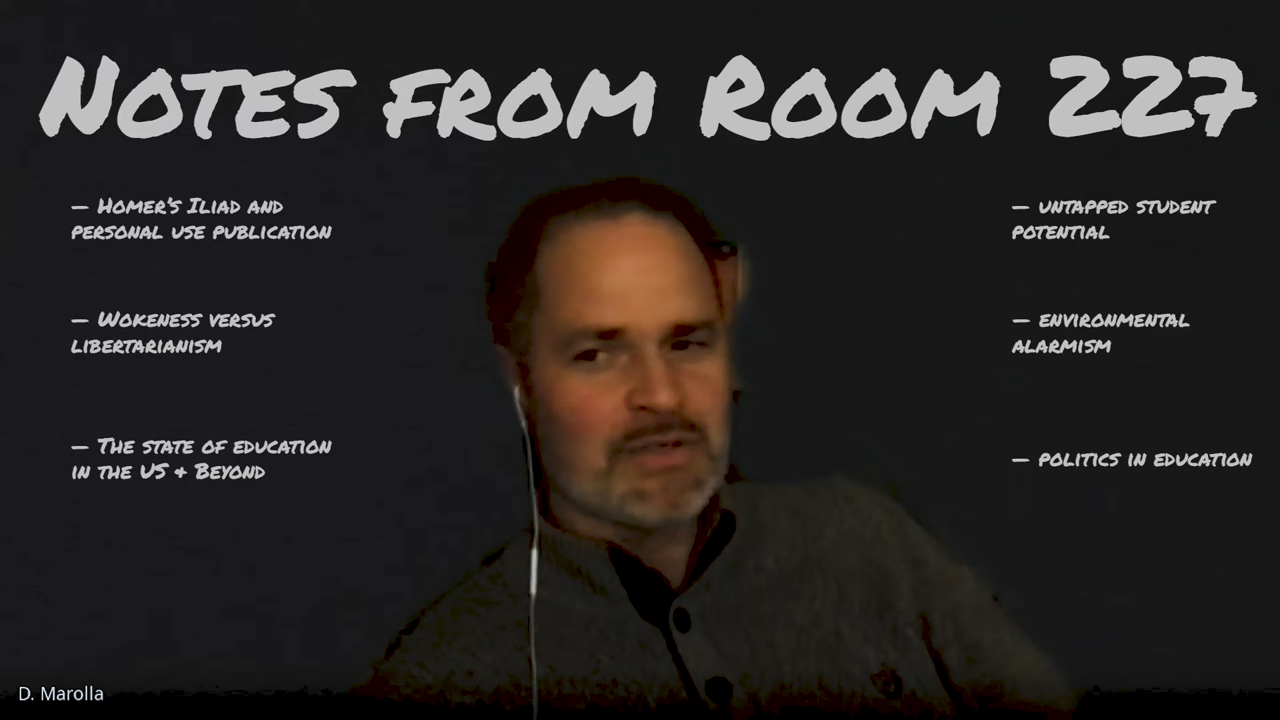 Notes from Room 227
— Homer's Iliad and
personal use publication
— Wokeness versus
libertarianism
— The state of education
in the US & Beyond
— untapped student
potential
— environmental
alarmism
— politics in education
D. Marolla